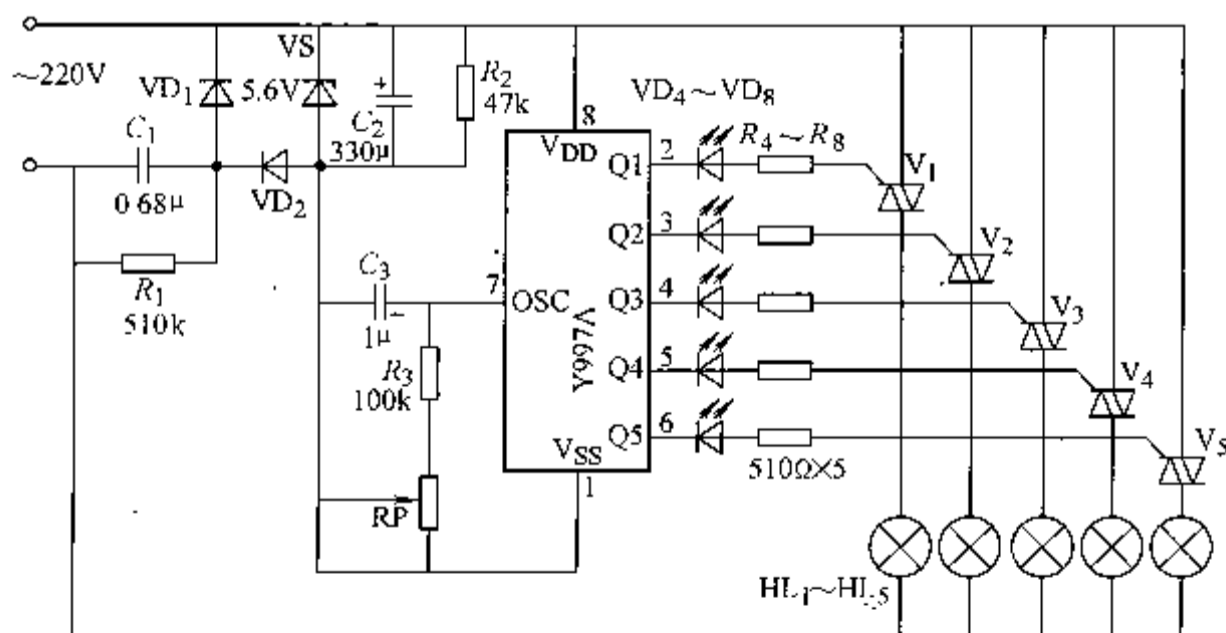 ~220V
VD1
VS
5.6V
C2
330μ
R2
47k
C1
0 68μ
VD2
R1
510k
C3
1μ
R3
100k
RP
8
VDD
7
OSC
Y997A
VSS
1
Q1
2
Q2
3
Q3
4
Q4
5
Q5
6
VD4~VD8
R4~R8
510Ω×5
V1
V2
V3
V4
V5
HL1~HL5